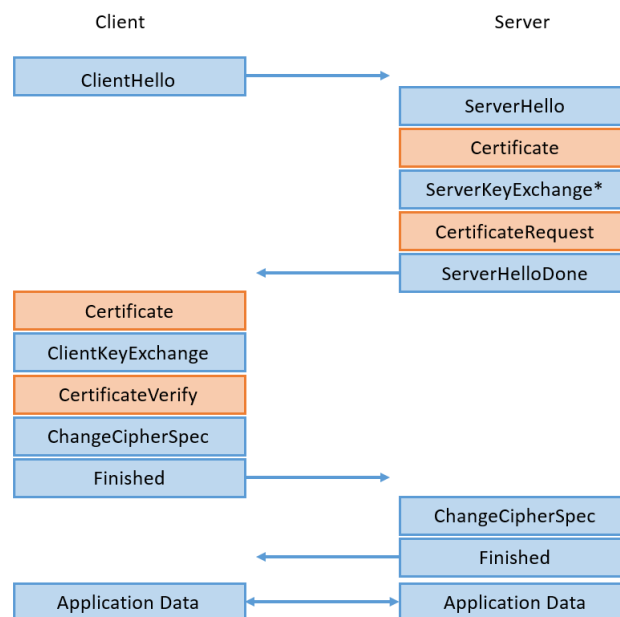 Client
Server
ClientHello
ServerHello
Certificate
ServerKeyExchange*
CertificateRequest
ServerHelloDone
Certificate
ClientKeyExchange
CertificateVerify
ChangeCipherSpec
Finished
ChangeCipherSpec
Finished
Application Data
Application Data